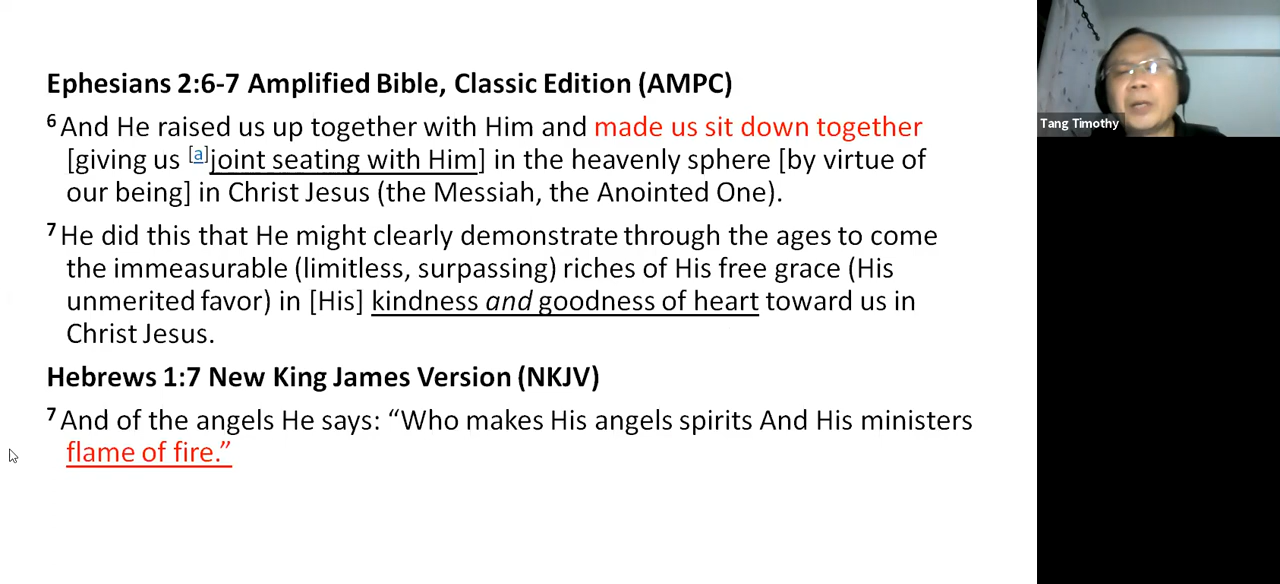 Ephesians 2:6-7 Amplified Bible, Classic Edition (AMPC)
6 And He raised us up together with Him and made us sit down together
[giving us [a]joint seating with Him] in the heavenly sphere [by virtue of
our being] in Christ Jesus (the Messiah, the Anointed One).
7 He did this that He might clearly demonstrate through the ages to come
the immeasurable (limitless, surpassing) riches of His free grace (His
unmerited favor) in [His] kindness and goodness of heart toward us in
Christ Jesus.
Hebrews 1:7 New King James Version (NKJV)
7 And of the angels He says: “Who makes His angels spirits And His ministers
flame of fire.”
Tang Timothy